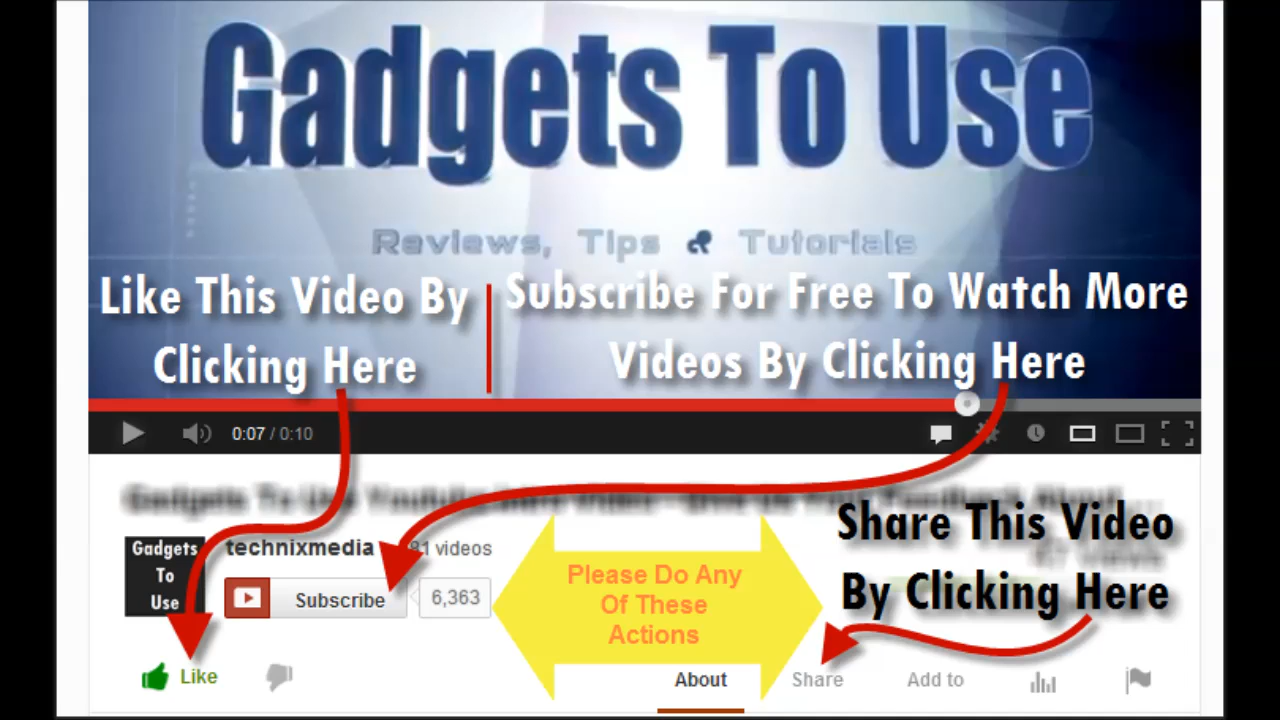 Gadgets To Use
Reviews, Tips & Tutorials
Like This Video By
Clicking Here
Subscribe For Free To Watch More
Videos By Clicking Here
0:07 / 0:10
Share This Video
By Clicking Here
Gadgets
To
Use
technixmedia
81 videos
Subscribe
6,363
Please Do Any
Of These
Actions
Like
About
Share
Add to